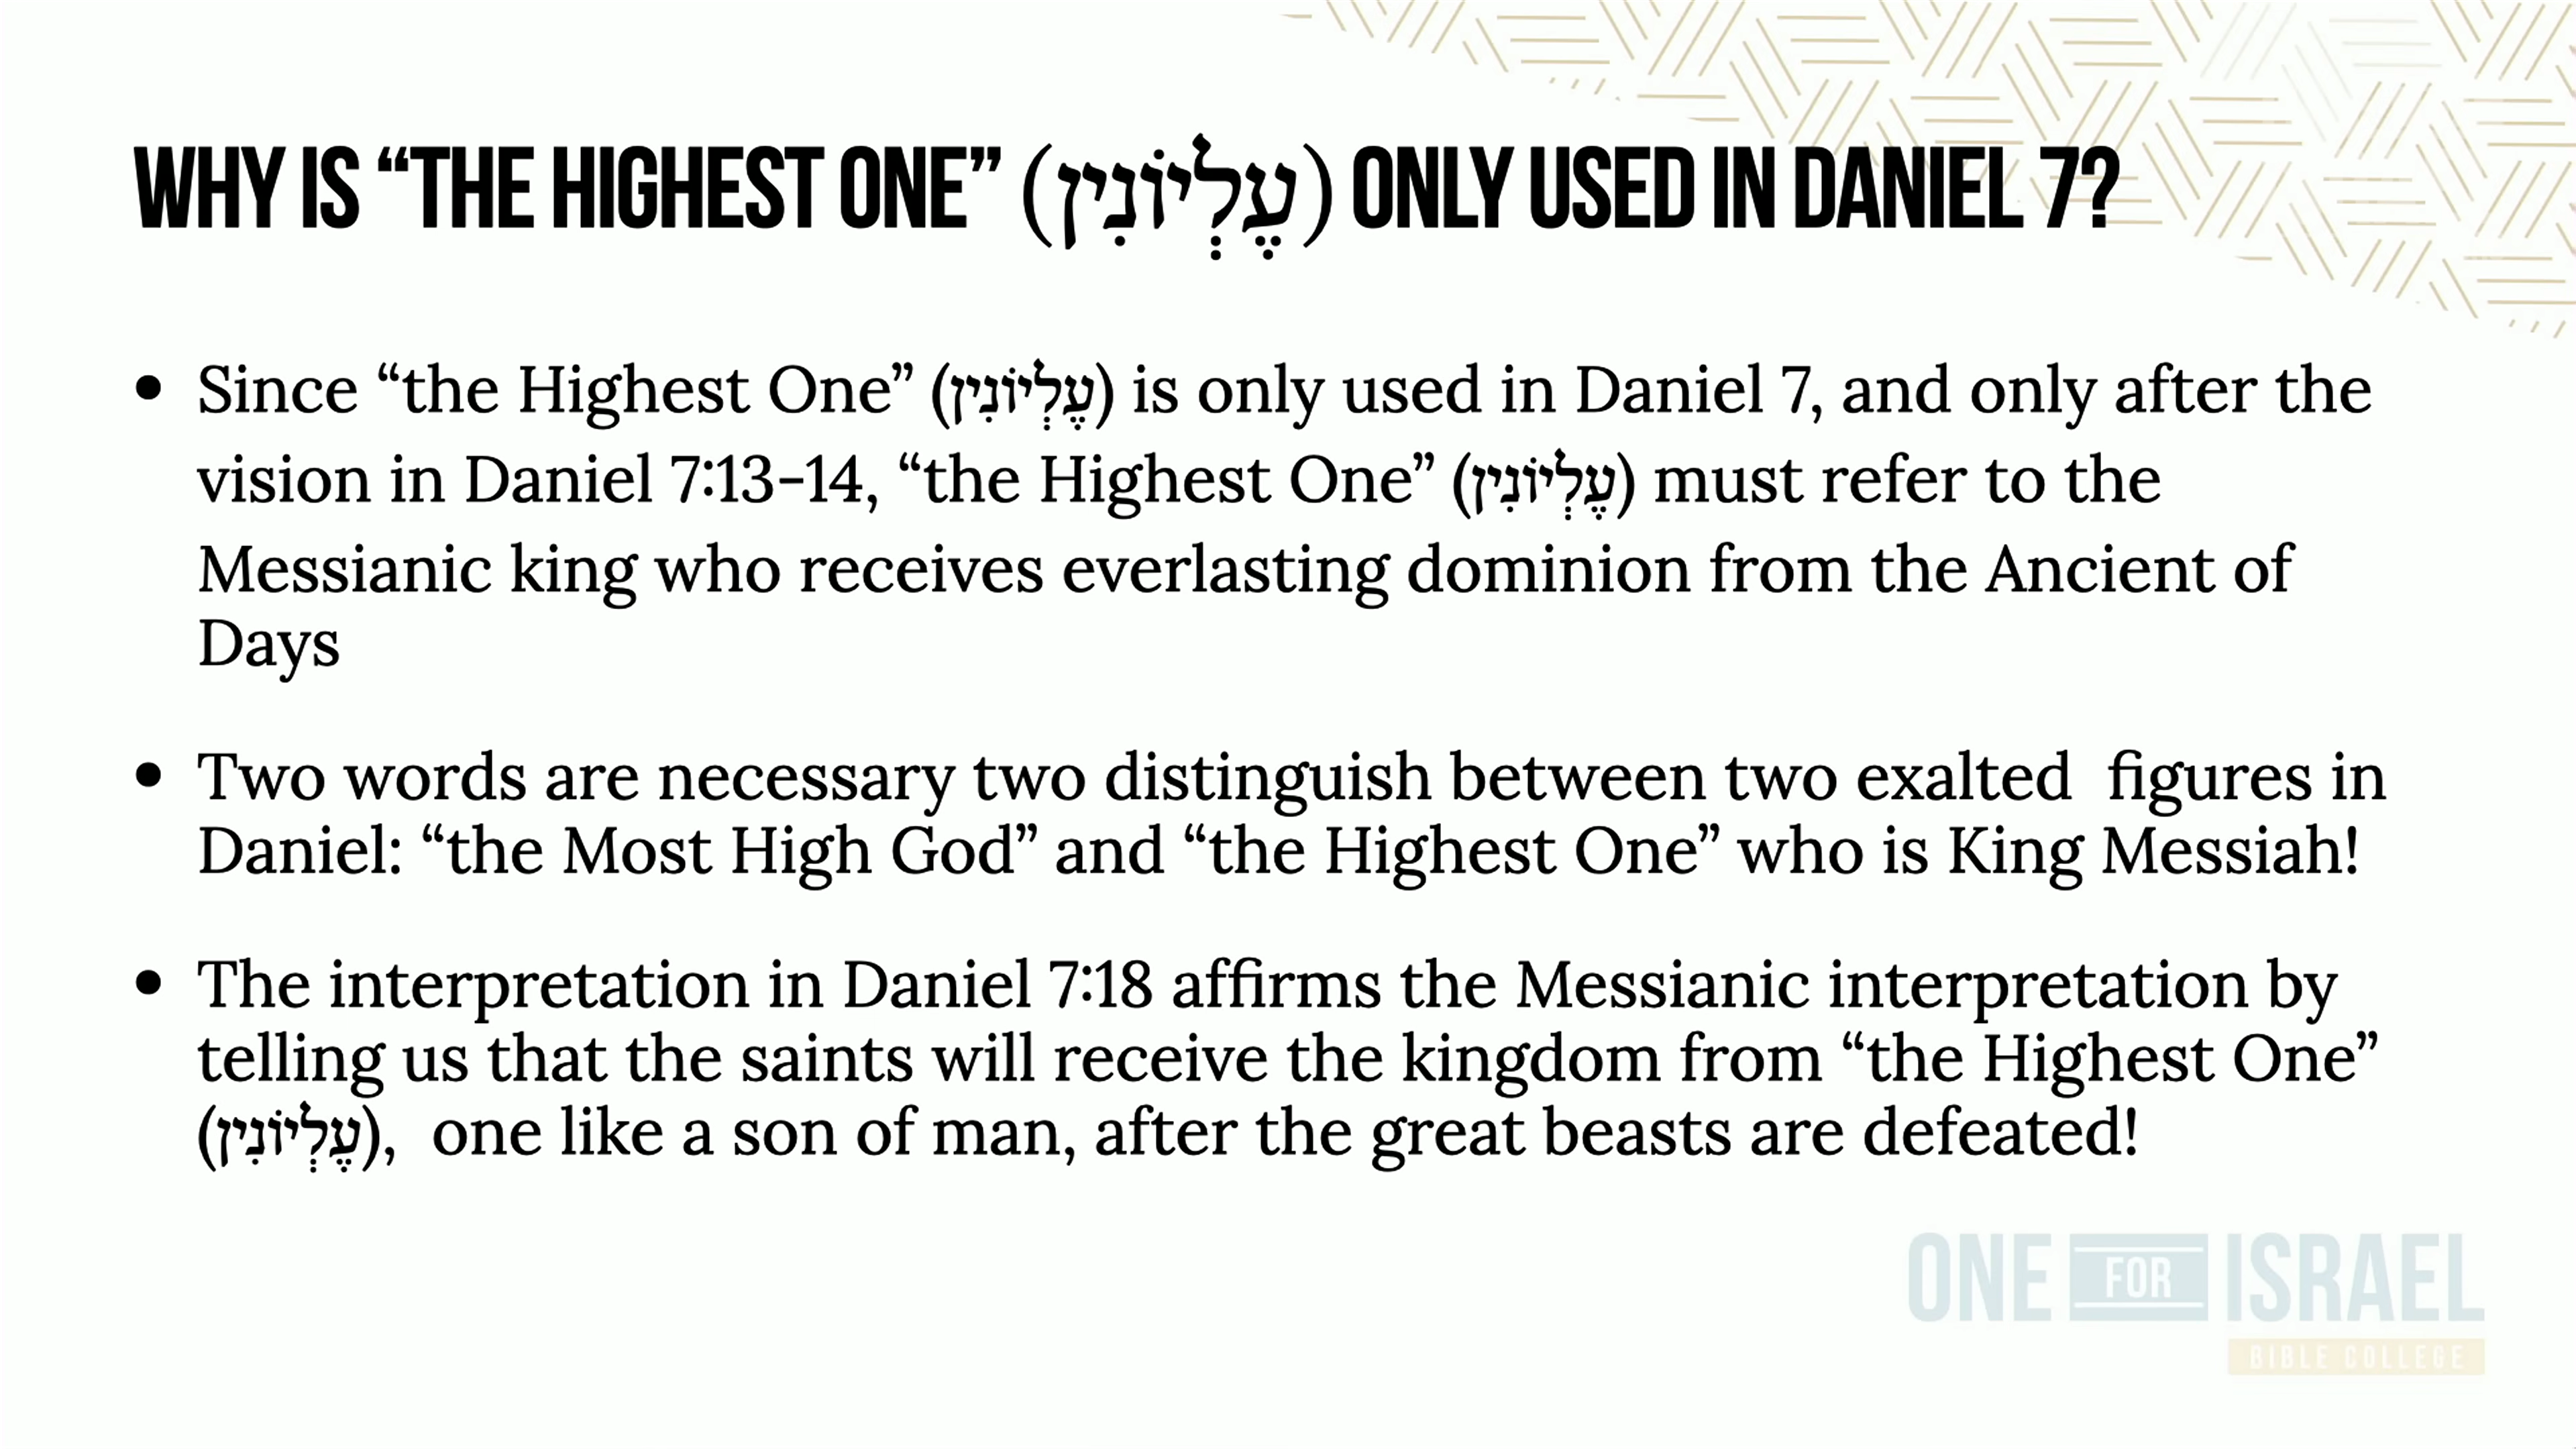 WHY IS “THE HIGHEST ONE” (עֶלְיוֹנִין) ONLY USED IN DANIEL 7?
• Since “the Highest One” (עֶלְיוֹנִין) is only used in Daniel 7, and only after the
vision in Daniel 7:13-14, “the Highest One” (עֶלְיוֹנִין) must refer to the
Messianic king who receives everlasting dominion from the Ancient of
Days
• Two words are necessary two distinguish between two exalted  figures in
Daniel: “the Most High God” and “the Highest One” who is King Messiah!
• The interpretation in Daniel 7:18 affirms the Messianic interpretation by
telling us that the saints will receive the kingdom from “the Highest One”
(עֶלְיוֹנִין),  one like a son of man, after the great beasts are defeated!
ONE FOR ISRAEL
BIBLE COLLEGE